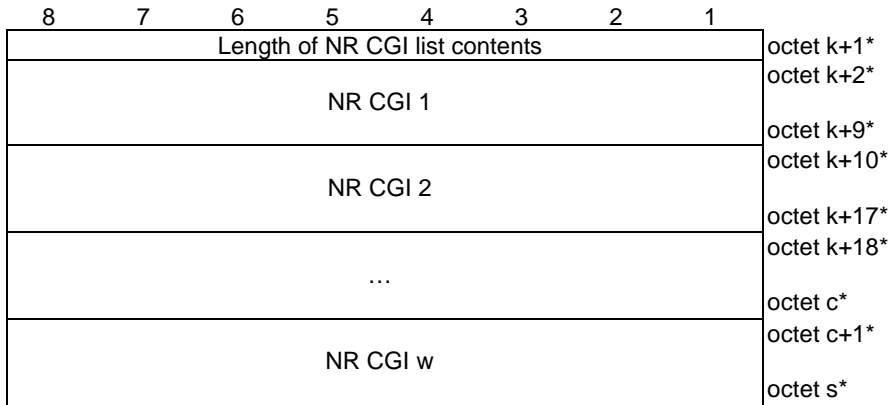 8 7 6 5 4 3 2 1
Length of NR CGI list contents octet k+1*
octet k+2*
NR CGI 1
octet k+9*
octet k+10*
NR CGI 2
octet k+17*
octet k+18*
…
octet c*
octet c+1*
NR CGI w
octet s*